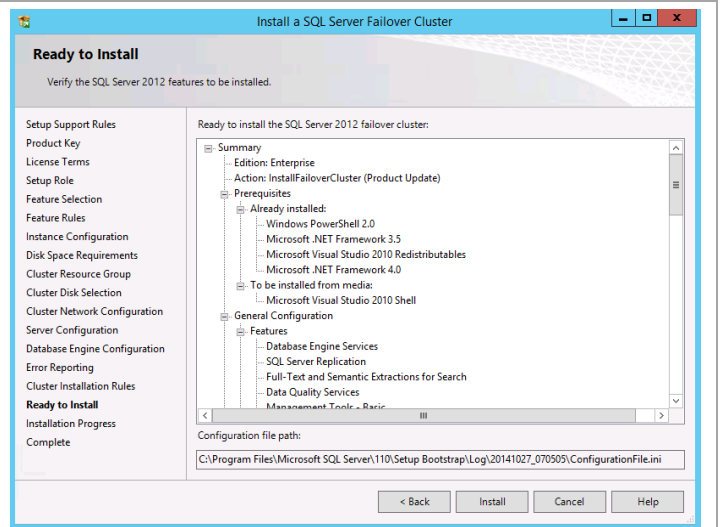 Install a SQL Server Failover Cluster
Ready to Install
Verify the SQL Server 2012 features to be installed.
Setup Support Rules
Product Key
License Terms
Setup Role
Feature Selection
Feature Rules
Instance Configuration
Disk Space Requirements
Cluster Resource Group
Cluster Disk Selection
Cluster Network Configuration
Server Configuration
Database Engine Configuration
Error Reporting
Cluster Installation Rules
Ready to Install
Installation Progress
Complete
Ready to install the SQL Server 2012 failover cluster:
Summary
Edition: Enterprise
Action: InstallFailoverCluster (Product Update)
Prerequisites
Already installed:
Windows PowerShell 2.0
Microsoft .NET Framework 3.5
Microsoft Visual Studio 2010 Redistributables
Microsoft .NET Framework 4.0
To be installed from media:
Microsoft Visual Studio 2010 Shell
General Configuration
Features
Database Engine Services
SQL Server Replication
Full-Text and Semantic Extractions for Search
Data Quality Services
Management Tools - Basic
Configuration file path:
C:\Program Files\Microsoft SQL Server\110\Setup Bootstrap\Log\20141027_070505\ConfigurationFile.ini
< Back
Install
Cancel
Help